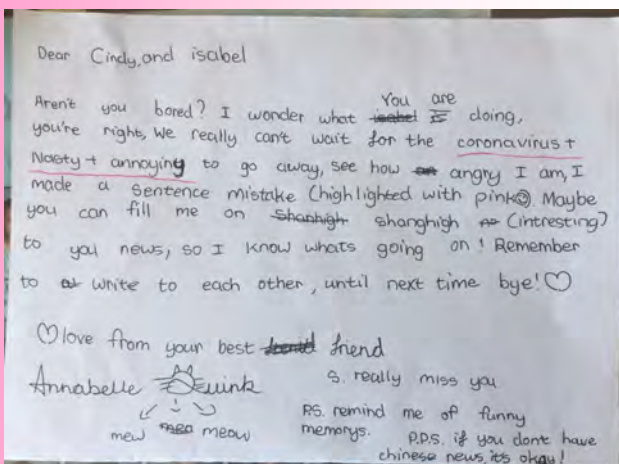 Dear Cindy,and isabel
You are
Aren't you bored? I wonder what isabel is doing,
you're right, We really can't wait for the coronavirus +
Nasty + annoying to go away, see how angry I am, I
made a sentence mistake (highlighted with pink☺). Maybe
you can fill me on Shanhigh shanghigh (intresting)
to you news, so I know whats going on! Remember
to write to each other, until next time bye!♡
♡love from your best friend
Annabelle
S. really miss you
mew meo meow
P.S. remind me of funny
memorys.
P.D.S. if you dont have
chinese news, its okay!